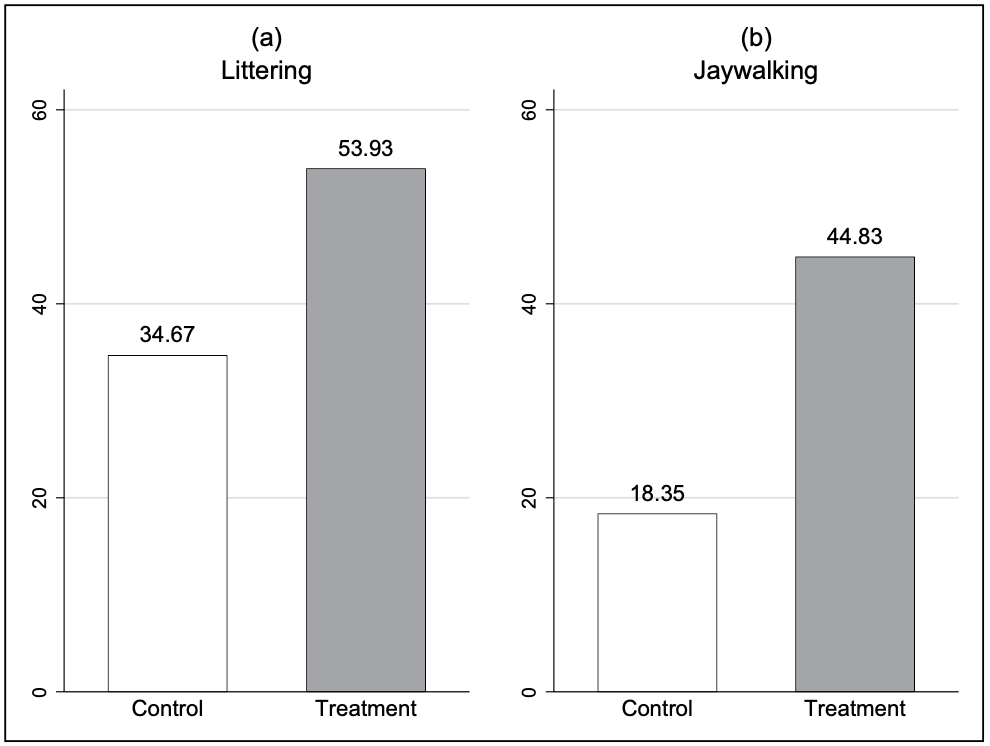 (a)
Littering
60
40
20
0
34.67
53.93
Control
Treatment
(b)
Jaywalking
60
40
20
0
18.35
44.83
Control
Treatment